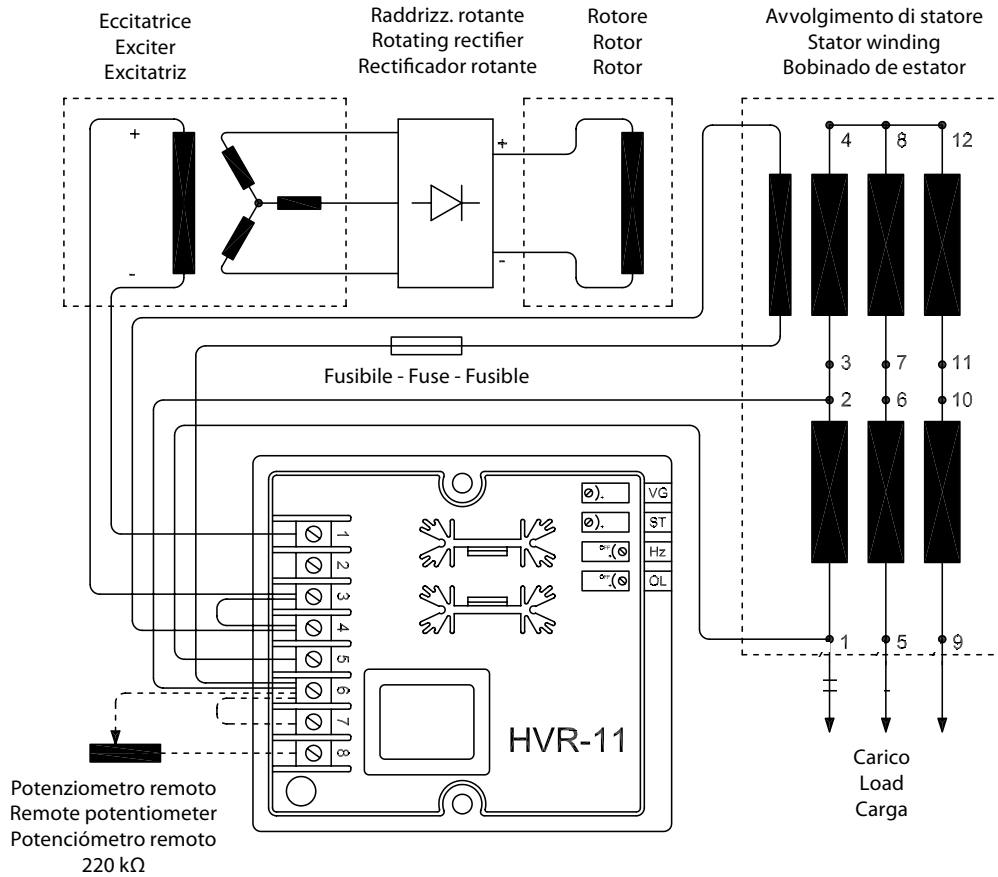 Eccitatrice
Exciter
Excitatriz
Raddrizz. rotante
Rotating rectifier
Rectificador rotante
Rotore
Rotor
Rotor
Avvolgimento di statore
Stator winding
Bobinado de estator
+
-
+
-
4 8 12
3 7 11
2 6 10
1 5 9
Fusibile - Fuse - Fusible
VG
ST
OFF Hz
OFF OL
1
2
3
4
5
6
7
8
HVR-11
Potenziometro remoto
Remote potentiometer
Potenciómetro remoto
220 kΩ
Carico
Load
Carga